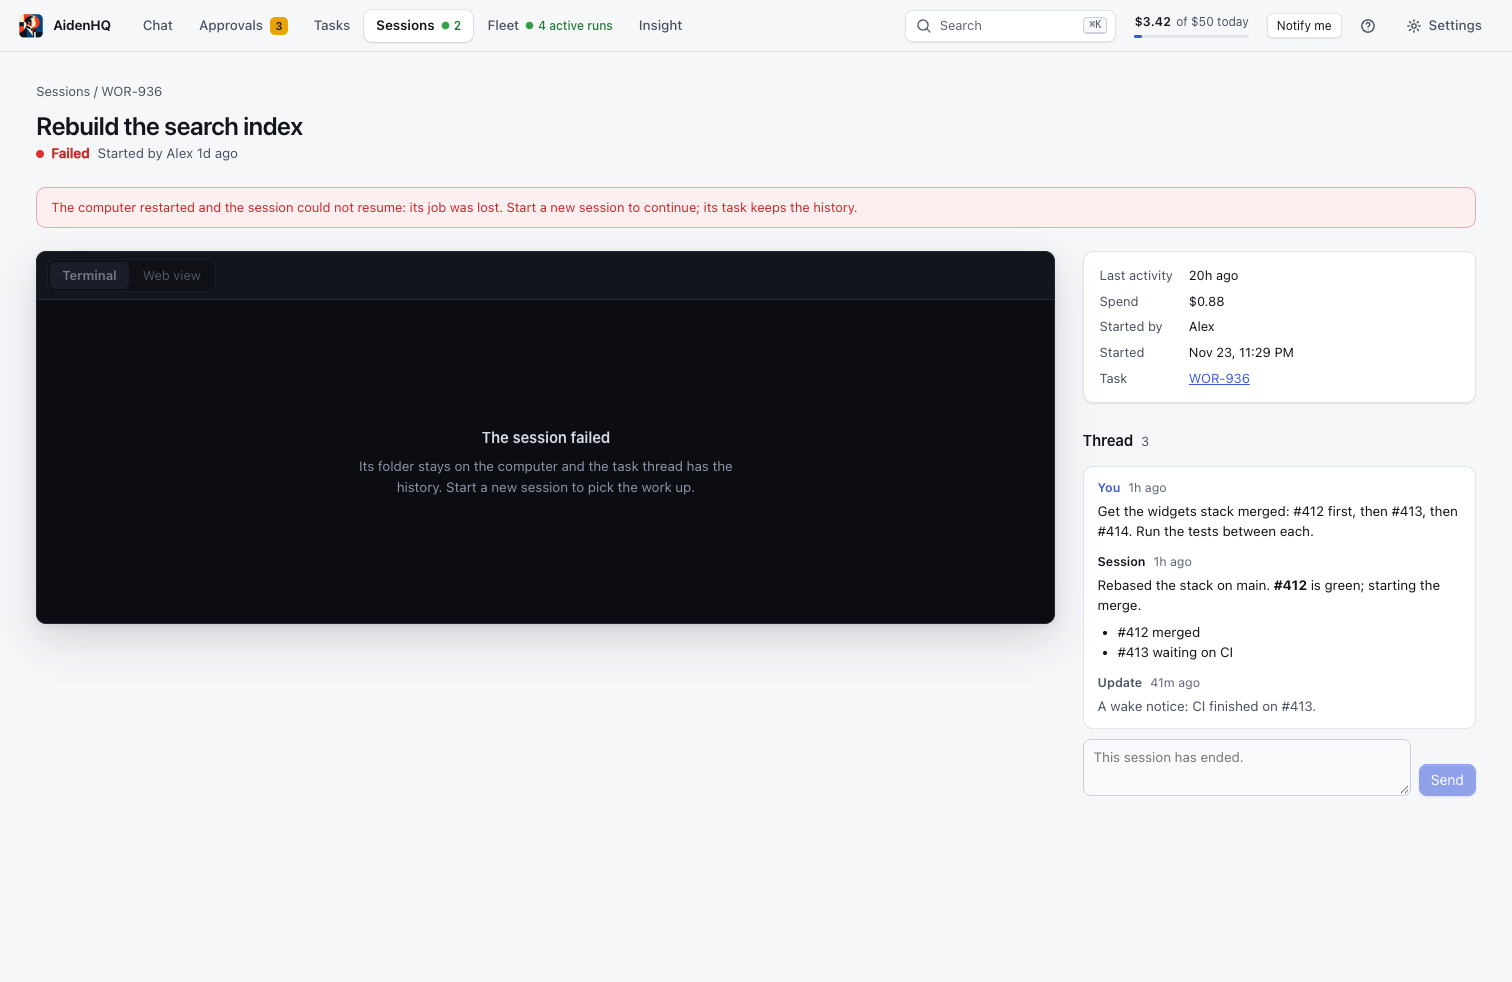 AidenHQ
Chat
Approvals 3
Tasks
Sessions 2
Fleet 4 active runs
Insight
Search ⌘K
$3.42 of $50 today
Notify me
Settings
Sessions / WOR-936
Rebuild the search index
Failed Started by Alex 1d ago
The computer restarted and the session could not resume: its job was lost. Start a new session to continue; its task keeps the history.
Terminal Web view
The session failed
Its folder stays on the computer and the task thread has the
history. Start a new session to pick the work up.
Last activity 20h ago
Spend $0.88
Started by Alex
Started Nov 23, 11:29 PM
Task WOR-936
Thread 3
You 1h ago
Get the widgets stack merged: #412 first, then #413, then
#414. Run the tests between each.
Session 1h ago
Rebased the stack on main. #412 is green; starting the
merge.
• #412 merged
• #413 waiting on CI
Update 41m ago
A wake notice: CI finished on #413.
This session has ended.
Send